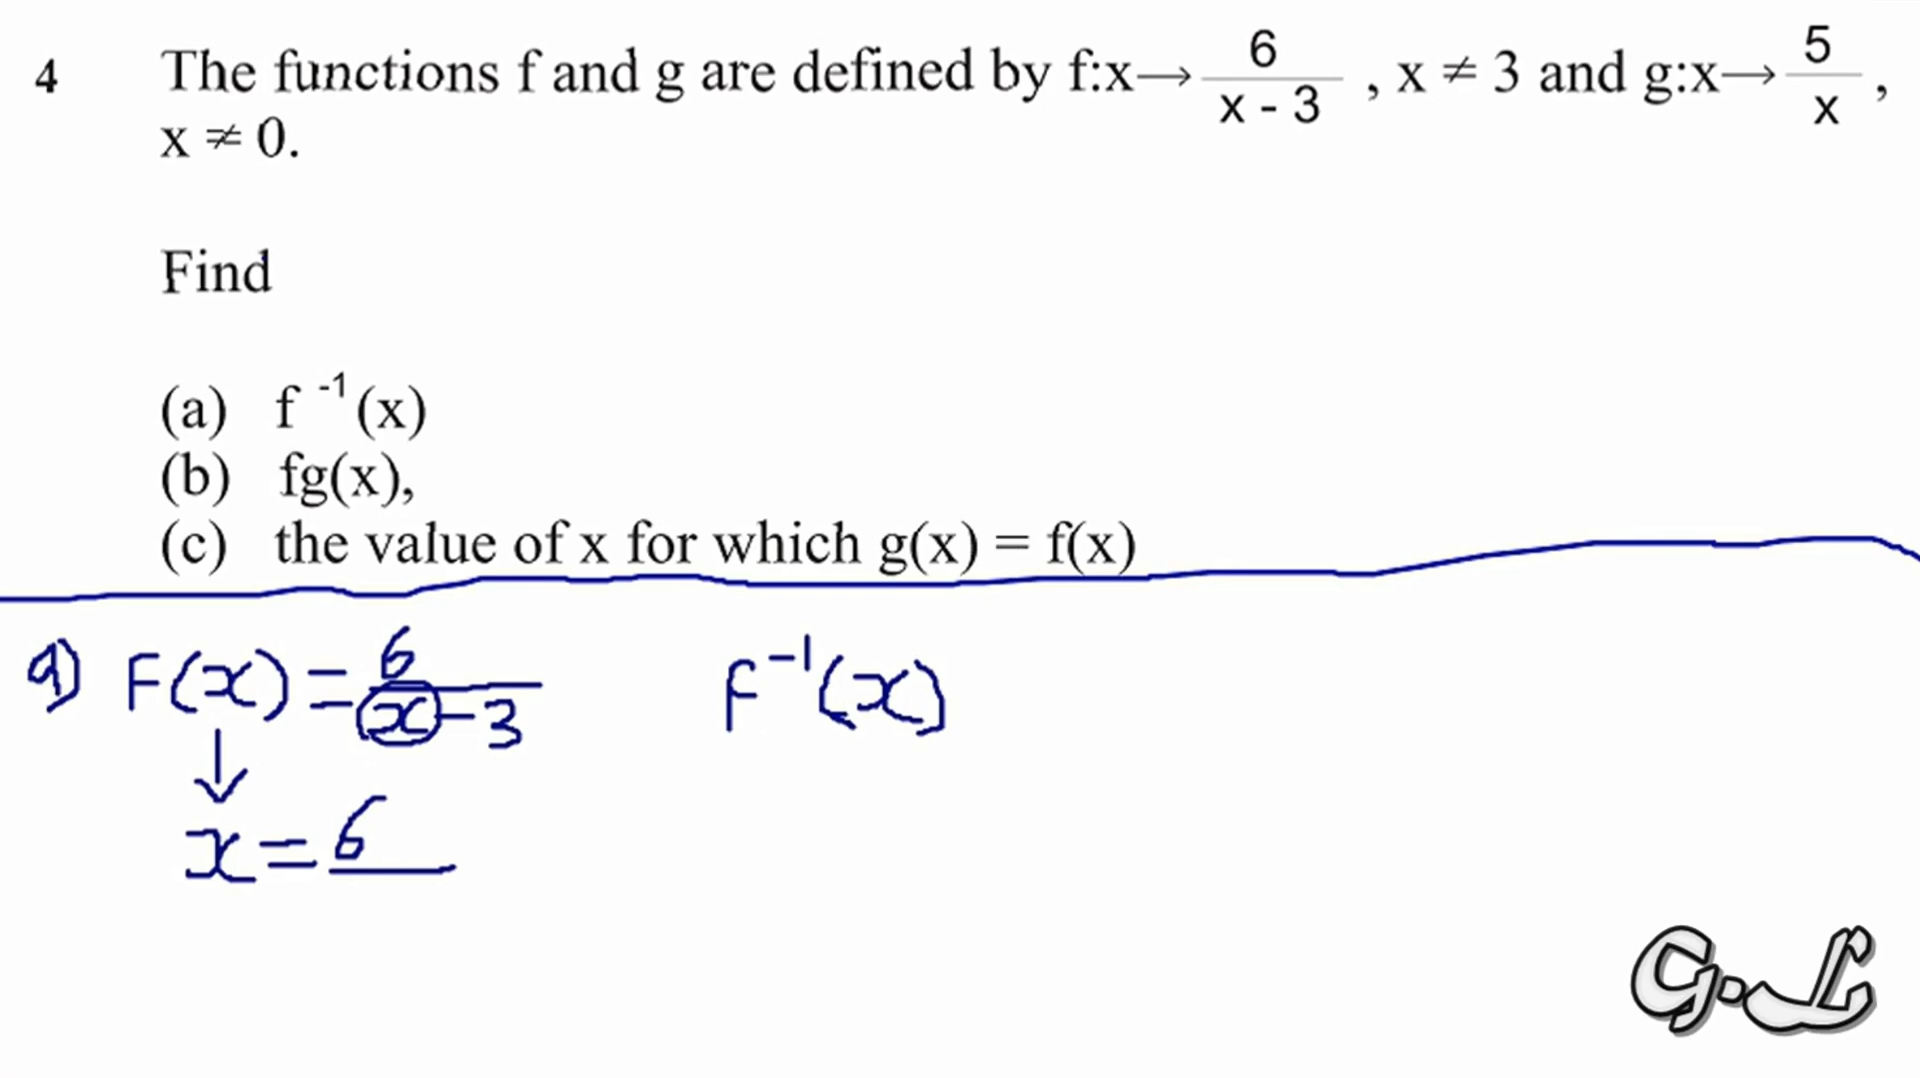 4 The functions f and g are defined by f:x→ 6/(x - 3) , x ≠ 3 and g:x→ 5/x ,
x ≠ 0.
Find
(a) f ⁻¹(x)
(b) fg(x),
(c) the value of x for which g(x) = f(x)
a) F(x) = 6/(x-3) F⁻¹(x)
↓
x = 6
G.L